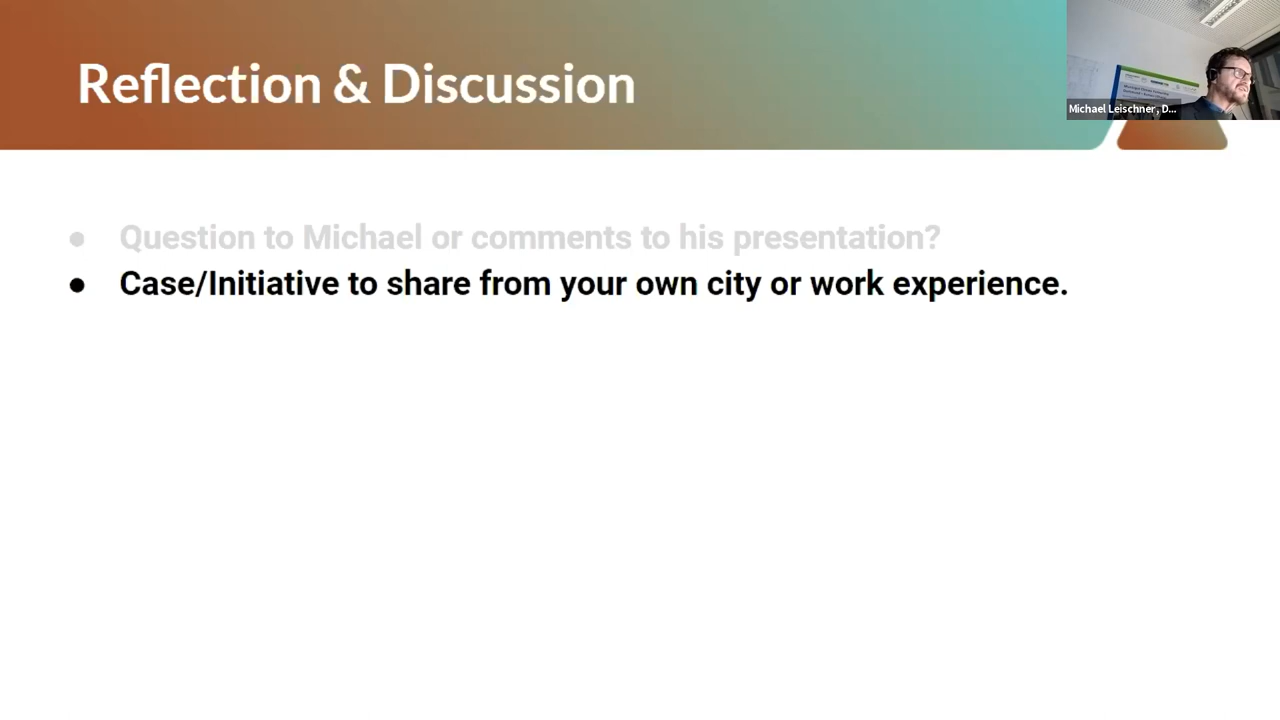 Reflection & Discussion
Michael Leischner, D...
● Question to Michael or comments to his presentation?
● Case/Initiative to share from your own city or work experience.